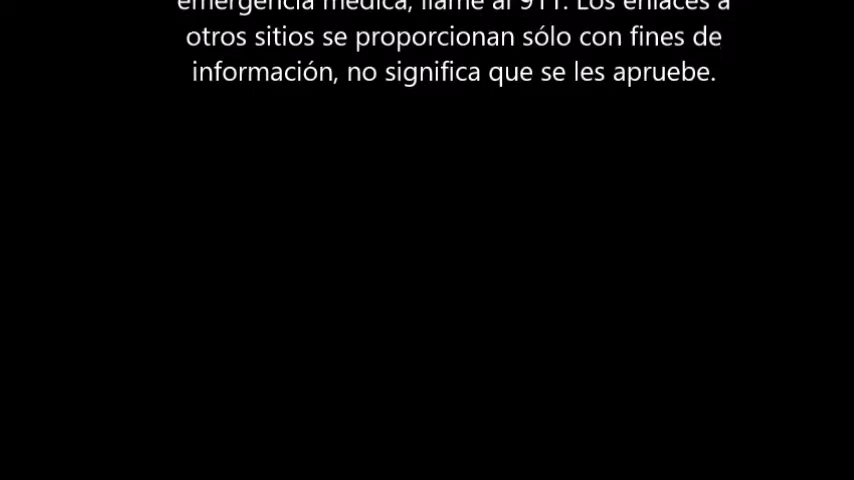 emergencia médica, llame al 911. Los enlaces a
otros sitios se proporcionan sólo con fines de
información, no significa que se les apruebe.